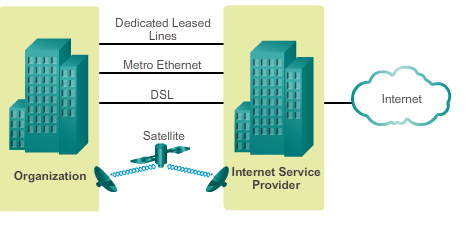 Dedicated Leased
Lines
Metro Ethernet
DSL
Satellite
Organization
Internet Service
Provider
Internet